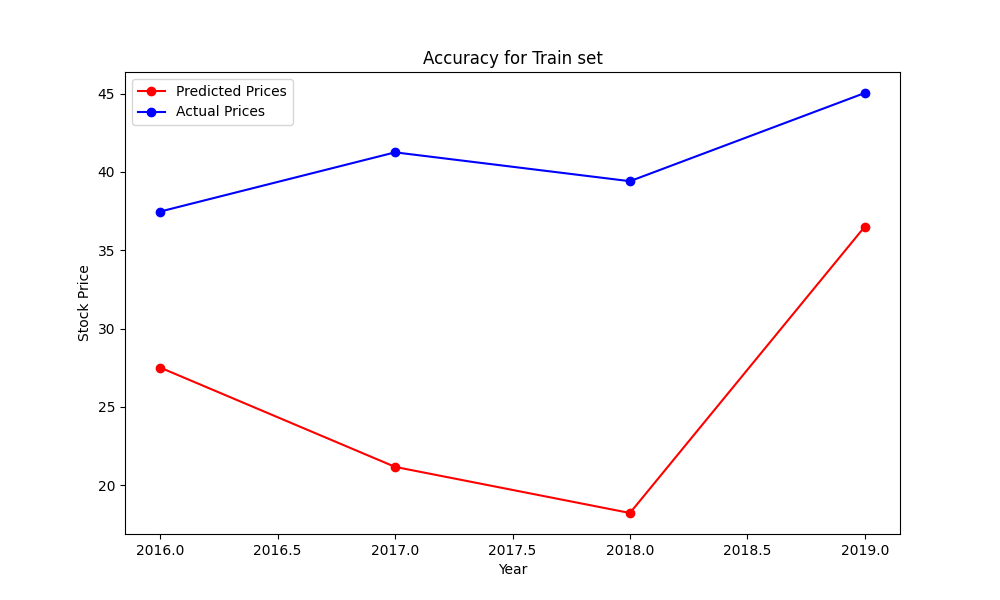 Accuracy for Train set
Predicted Prices
Actual Prices
45
40
35
30
25
20
Stock Price
2016.0 2016.5 2017.0 2017.5 2018.0 2018.5 2019.0
Year